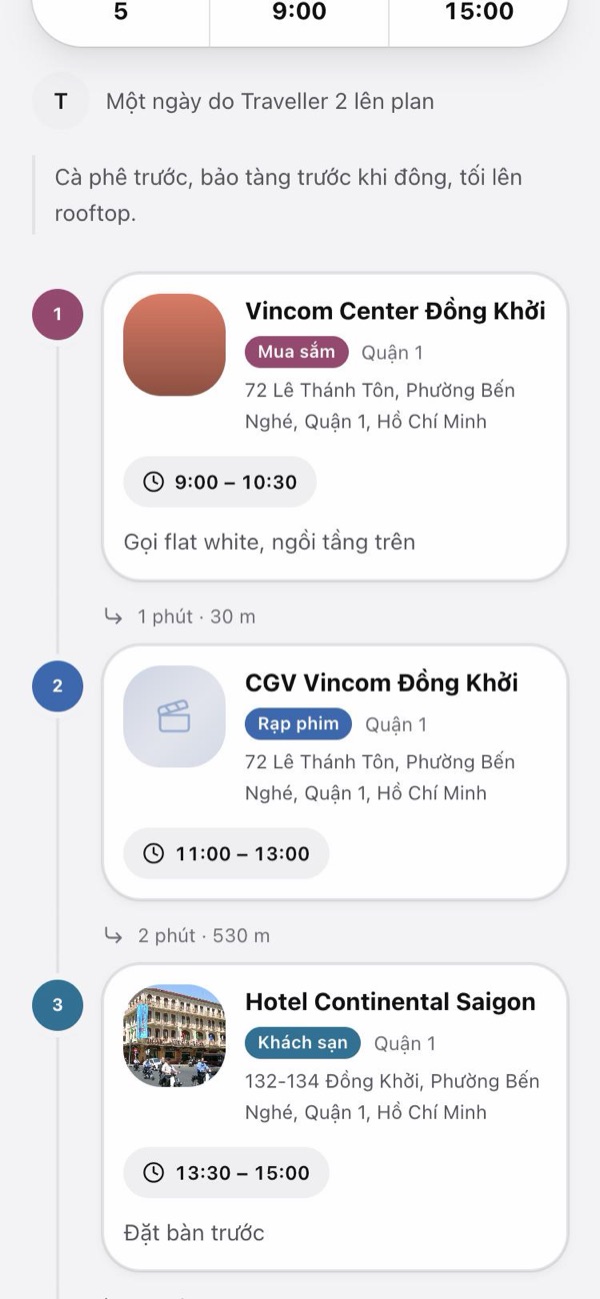 5
9:00
15:00
T
Một ngày do Traveller 2 lên plan
Cà phê trước, bảo tàng trước khi đông, tối lên
rooftop.
1
Vincom Center Đồng Khởi
Mua sắm
Quận 1
72 Lê Thánh Tôn, Phường Bến
Nghé, Quận 1, Hồ Chí Minh
9:00 – 10:30
Gọi flat white, ngồi tầng trên
1 phút · 30 m
2
CGV Vincom Đồng Khởi
Rạp phim
Quận 1
72 Lê Thánh Tôn, Phường Bến
Nghé, Quận 1, Hồ Chí Minh
11:00 – 13:00
2 phút · 530 m
3
Hotel Continental Saigon
Khách sạn
Quận 1
132-134 Đồng Khởi, Phường Bến
Nghé, Quận 1, Hồ Chí Minh
13:30 – 15:00
Đặt bàn trước